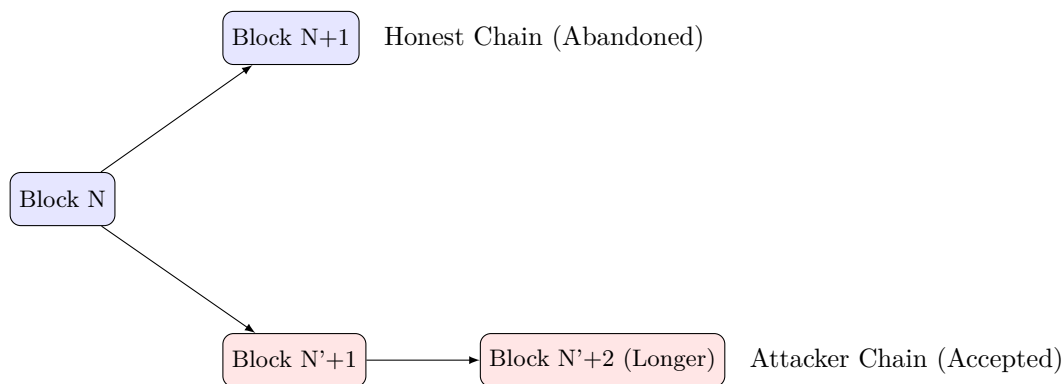 Block N+1
Honest Chain (Abandoned)
Block N
Block N'+1
Block N'+2 (Longer)
Attacker Chain (Accepted)